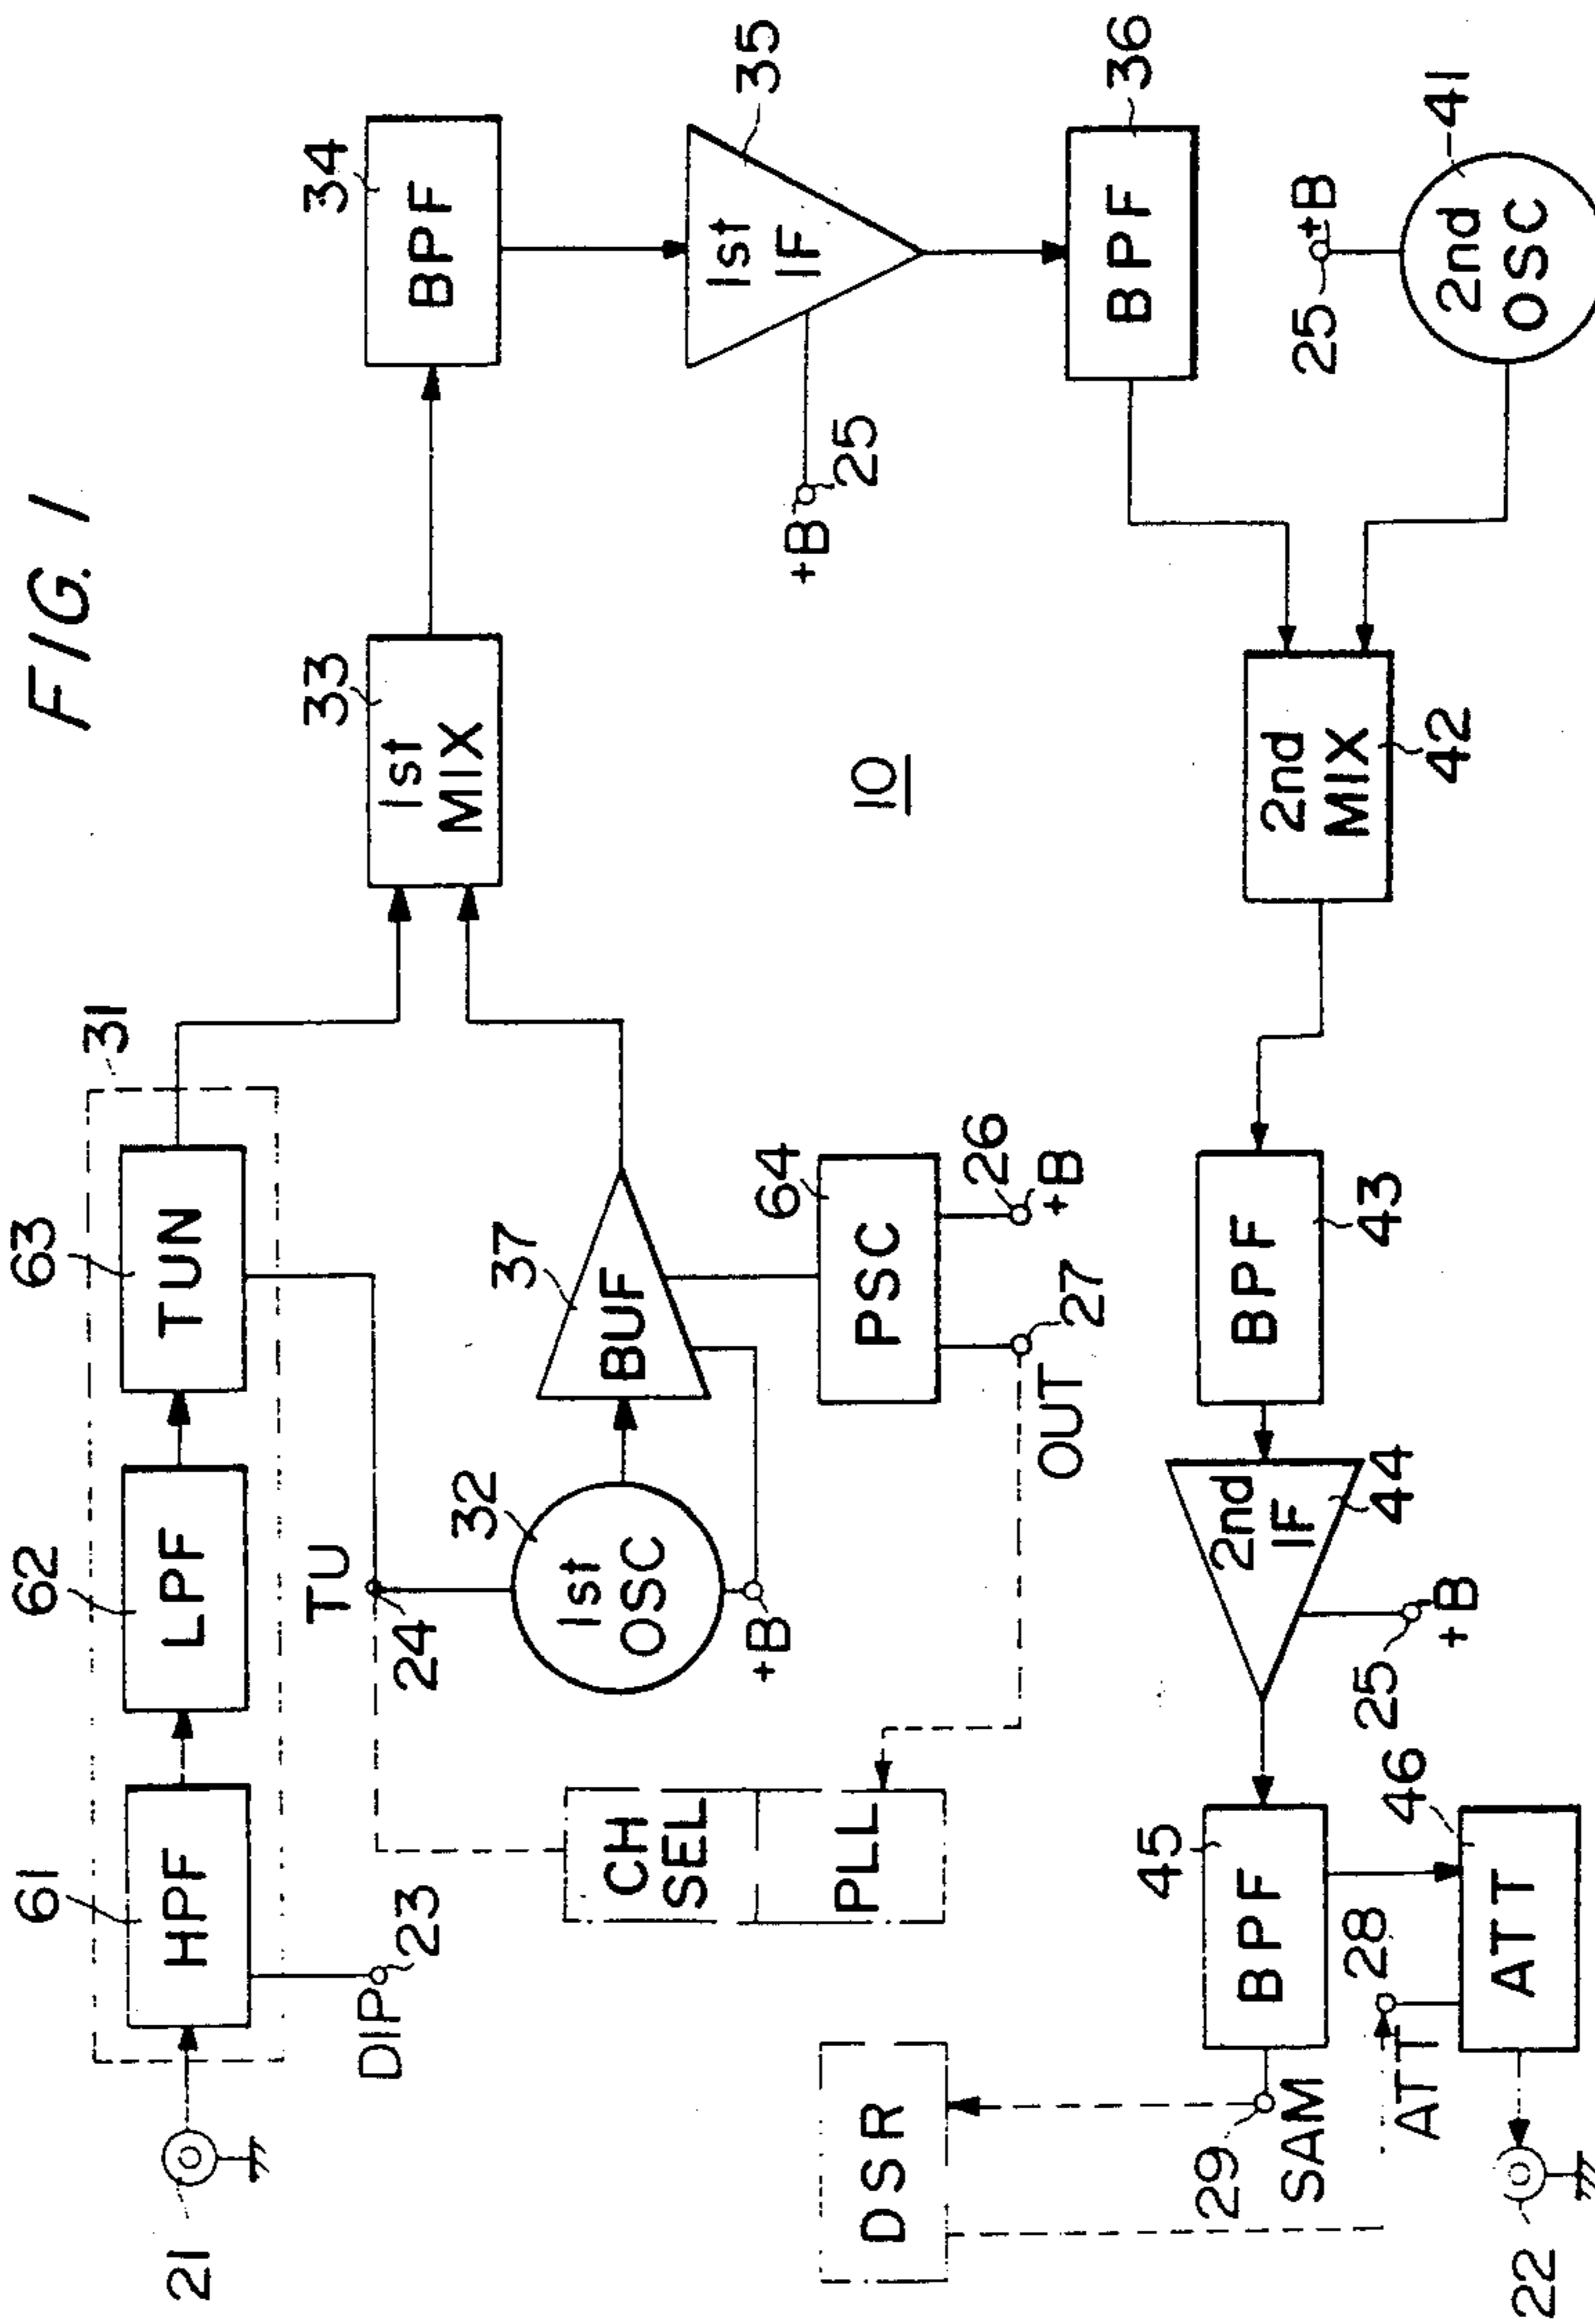 FIG. 1
61
62
63
31
HPF
LPF
TUN
21
DIP
23
TU
24
33
1st
MIX
34
BPF
32
1st
OSC
37
BUF
+B
1st
IF
35
+B
25
10
CH
SEL
PLL
64
PSC
OUT
27
26
+B
BPF
36
DSR
29
SAM
45
BPF
2nd
IF
44
25
+B
BPF
43
2nd
MIX
42
25
+B
2nd
OSC
41
ATT
28
46
ATT
22